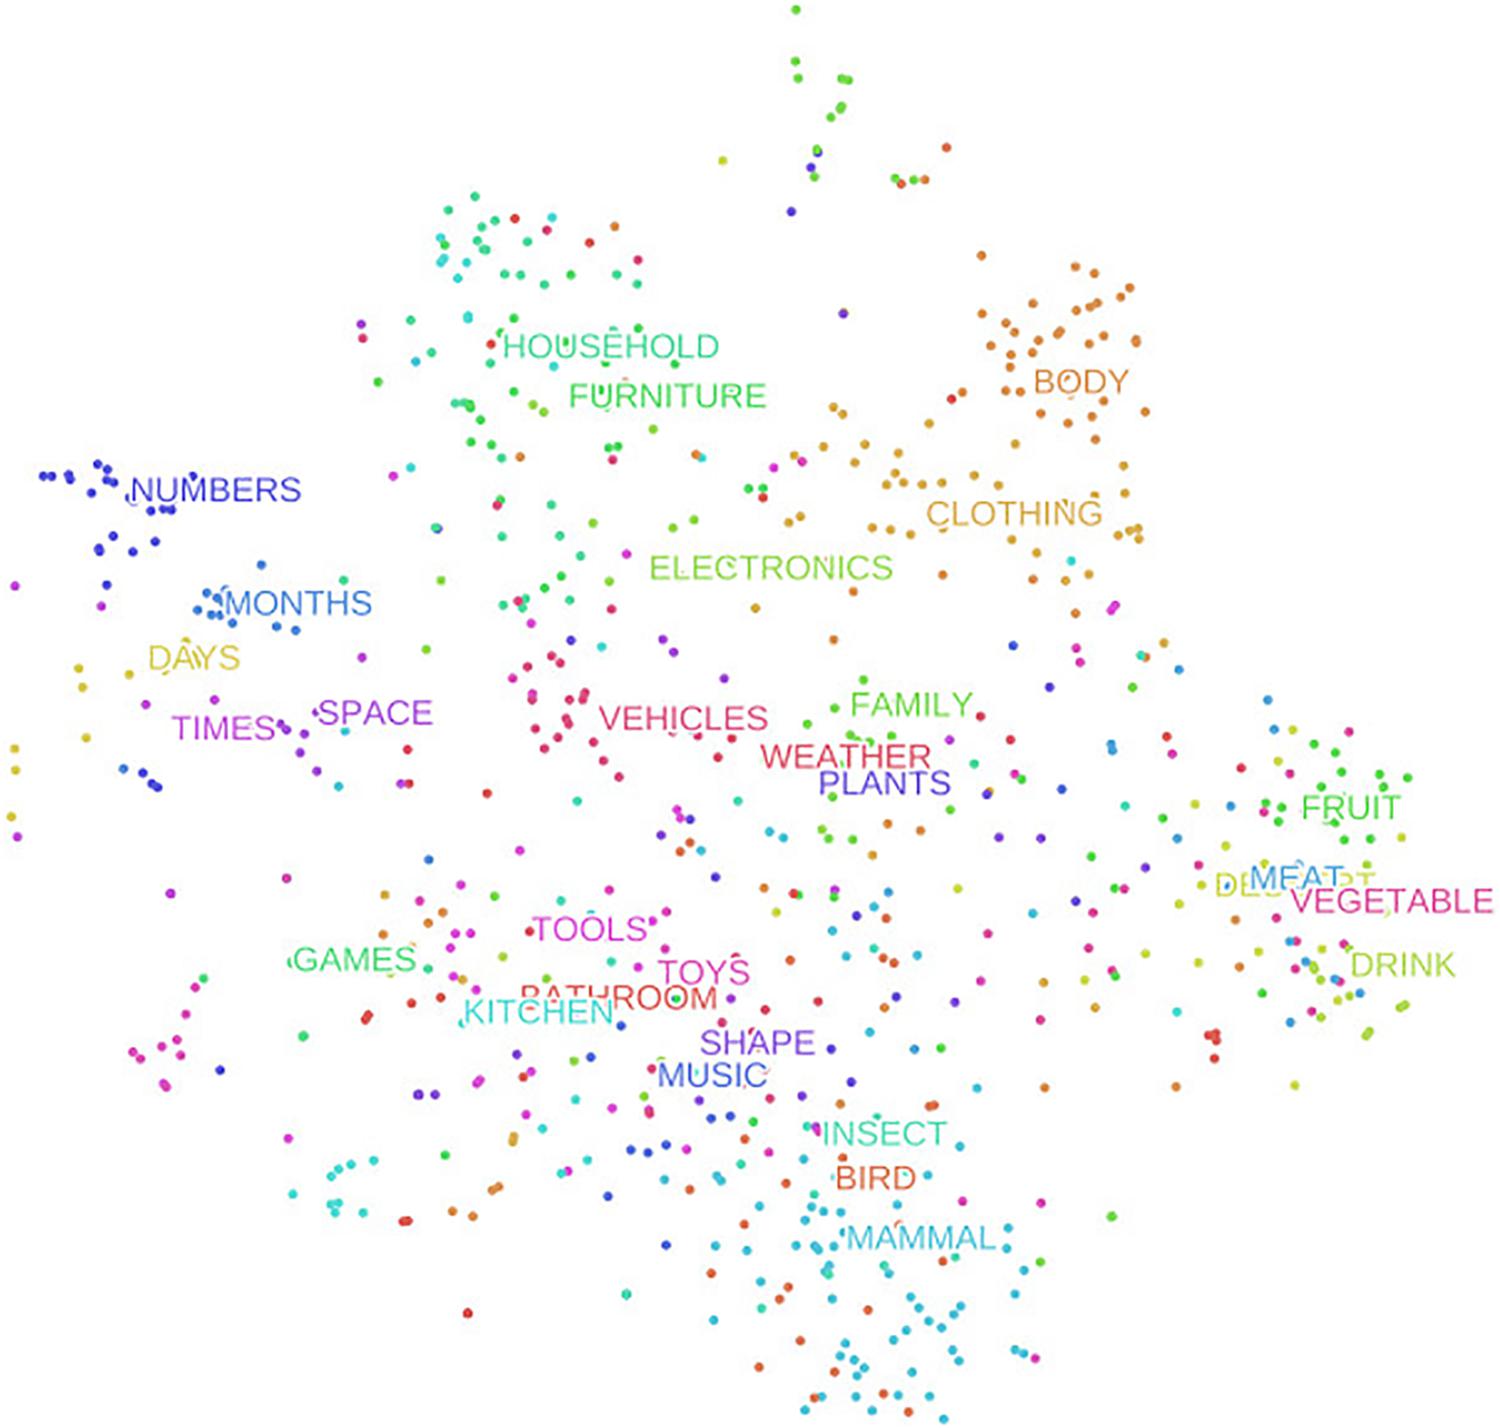 HOUSEHOLD
BODY
FURNITURE
NUMBERS
CLOTHING
ELECTRONICS
MONTHS
DAYS
FAMILY
SPACE
VEHICLES
TIMES
WEATHER
PLANTS
FRUIT
MEAT
DESSERT
VEGETABLE
TOOLS
GAMES
DRINK
TOYS
BATHROOM
KITCHEN
SHAPE
MUSIC
INSECT
BIRD
MAMMAL